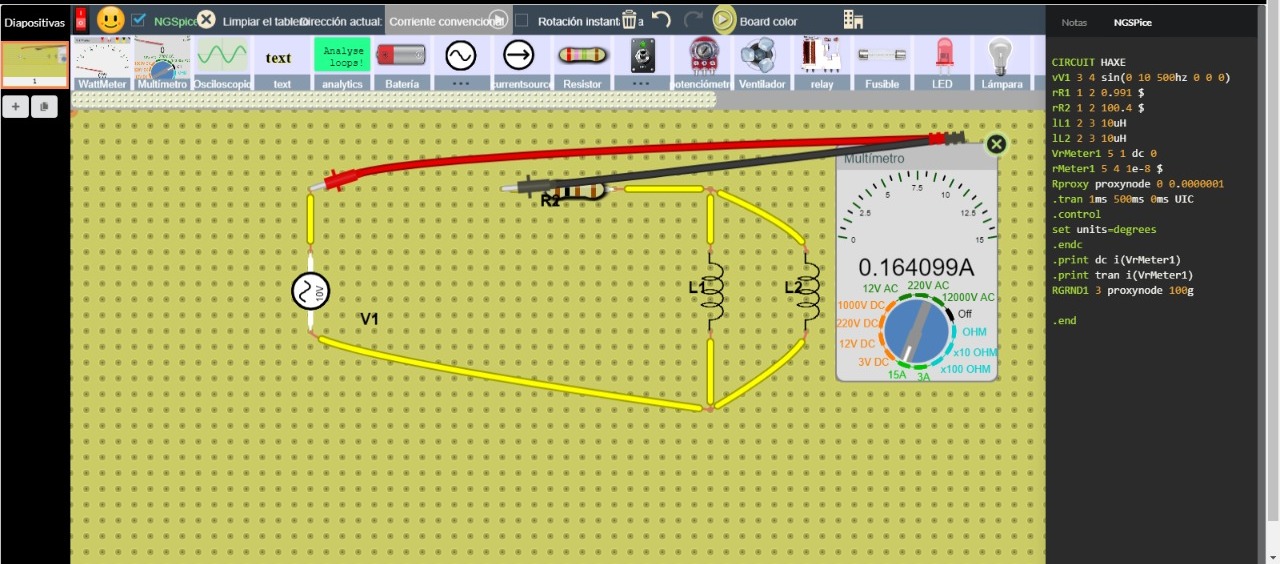 Diapositivas
NGSpice
Limpiar el tablero
Dirección actual:
Corriente convencional
Rotación instant
a
Board color
Notas
NGSPice
text
Analyse
loops!
WattMeter
Multímetro
Osciloscopio
text
analytics
Batería
...
urrentsourc
Resistor
...
otenciómetr
Ventilador
relay
Fusible
LED
Lámpara
1
CIRCUIT HAXE
vV1 3 4 sin(0 10 500hz 0 0 0)
rR1 1 2 0.991 $
rR2 1 2 100.4 $
lL1 2 3 10uH
lL2 2 3 10uH
VrMeter1 5 1 dc 0
rMeter1 5 4 1e-8 $
Rproxy proxynode 0 0.0000001
.tran 1ms 500ms 0ms UIC
.control
set units=degrees
.endc
.print dc i(VrMeter1)
.print tran i(VrMeter1)
RGRND1 3 proxynode 100g
.end
R2
10V
V1
L1
L2
Multímetro
0
2.5
5
7.5
10
12.5
15
0.164099A
12V AC
220V AC
12000V AC
1000V DC
Off
220V DC
OHM
12V DC
x10 OHM
3V DC
x100 OHM
15A
3A